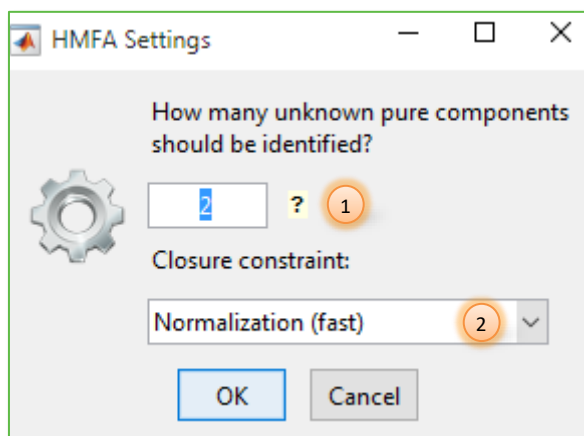 HMFA Settings
How many unknown pure components
should be identified?
2 ? 1
Closure constraint:
Normalization (fast) 2
OK Cancel